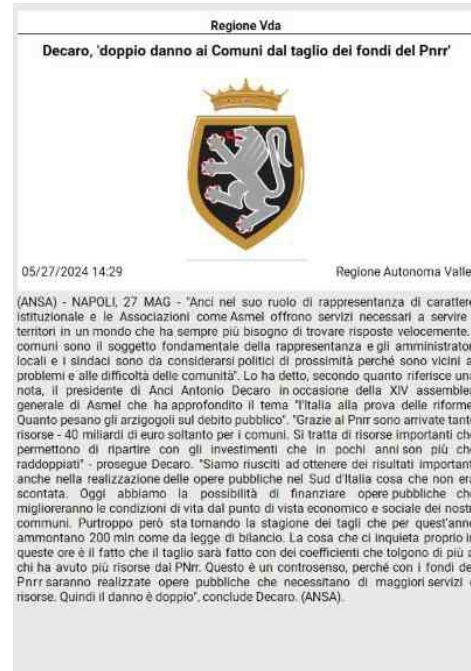 Regione Vda
Decaro, 'doppio danno ai Comuni dal taglio dei fondi del Pnrr'
05/27/2024 14:29
Regione Autonoma Valle
(ANSA) - NAPOLI, 27 MAG - "Anci nel suo ruolo di rappresentanza di carattere
istituzionale e le Associazioni come Asmel offrono servizi necessari a servire i
territori in un mondo che ha sempre più bisogno di trovare risposte velocemente. I
comuni sono il soggetto fondamentale della rappresentanza e gli amministratori
locali e i sindaci sono da considerarsi politici di prossimità perché sono vicini ai
problemi e alle difficoltà delle comunità". Lo ha detto, secondo quanto riferisce una
nota, il presidente di Anci Antonio Decaro in occasione della XIV assemblea
generale di Asmel che ha approfondito il tema "l'Italia alla prova delle riforme.
Quanto pesano gli arzigogoli sul debito pubblico". "Grazie al Pnrr sono arrivate tante
risorse - 40 miliardi di euro soltanto per i comuni. Si tratta di risorse importanti che
permettono di ripartire con gli investimenti che in pochi anni son più che
raddoppiati" - prosegue Decaro. "Siamo riusciti ad ottenere dei risultati importanti
anche nella realizzazione delle opere pubbliche nel Sud d'Italia cosa che non era
scontata. Oggi abbiamo la possibilità di finanziare opere pubbliche che
miglioreranno le condizioni di vita dal punto di vista economico e sociale dei nostri
comuni. Purtroppo però sta tornando la stagione dei tagli che per quest'anno
ammontano 200 mln come da legge di bilancio. La cosa che ci inquieta proprio in
queste ore è il fatto che il taglio sarà fatto con dei coefficienti che tolgono di più a
chi ha avuto più risorse dal PNrr. Questo è un controsenso, perché con i fondi del
Pnrr saranno realizzate opere pubbliche che necessitano di maggiori servizi e
risorse. Quindi il danno è doppio", conclude Decaro. (ANSA).